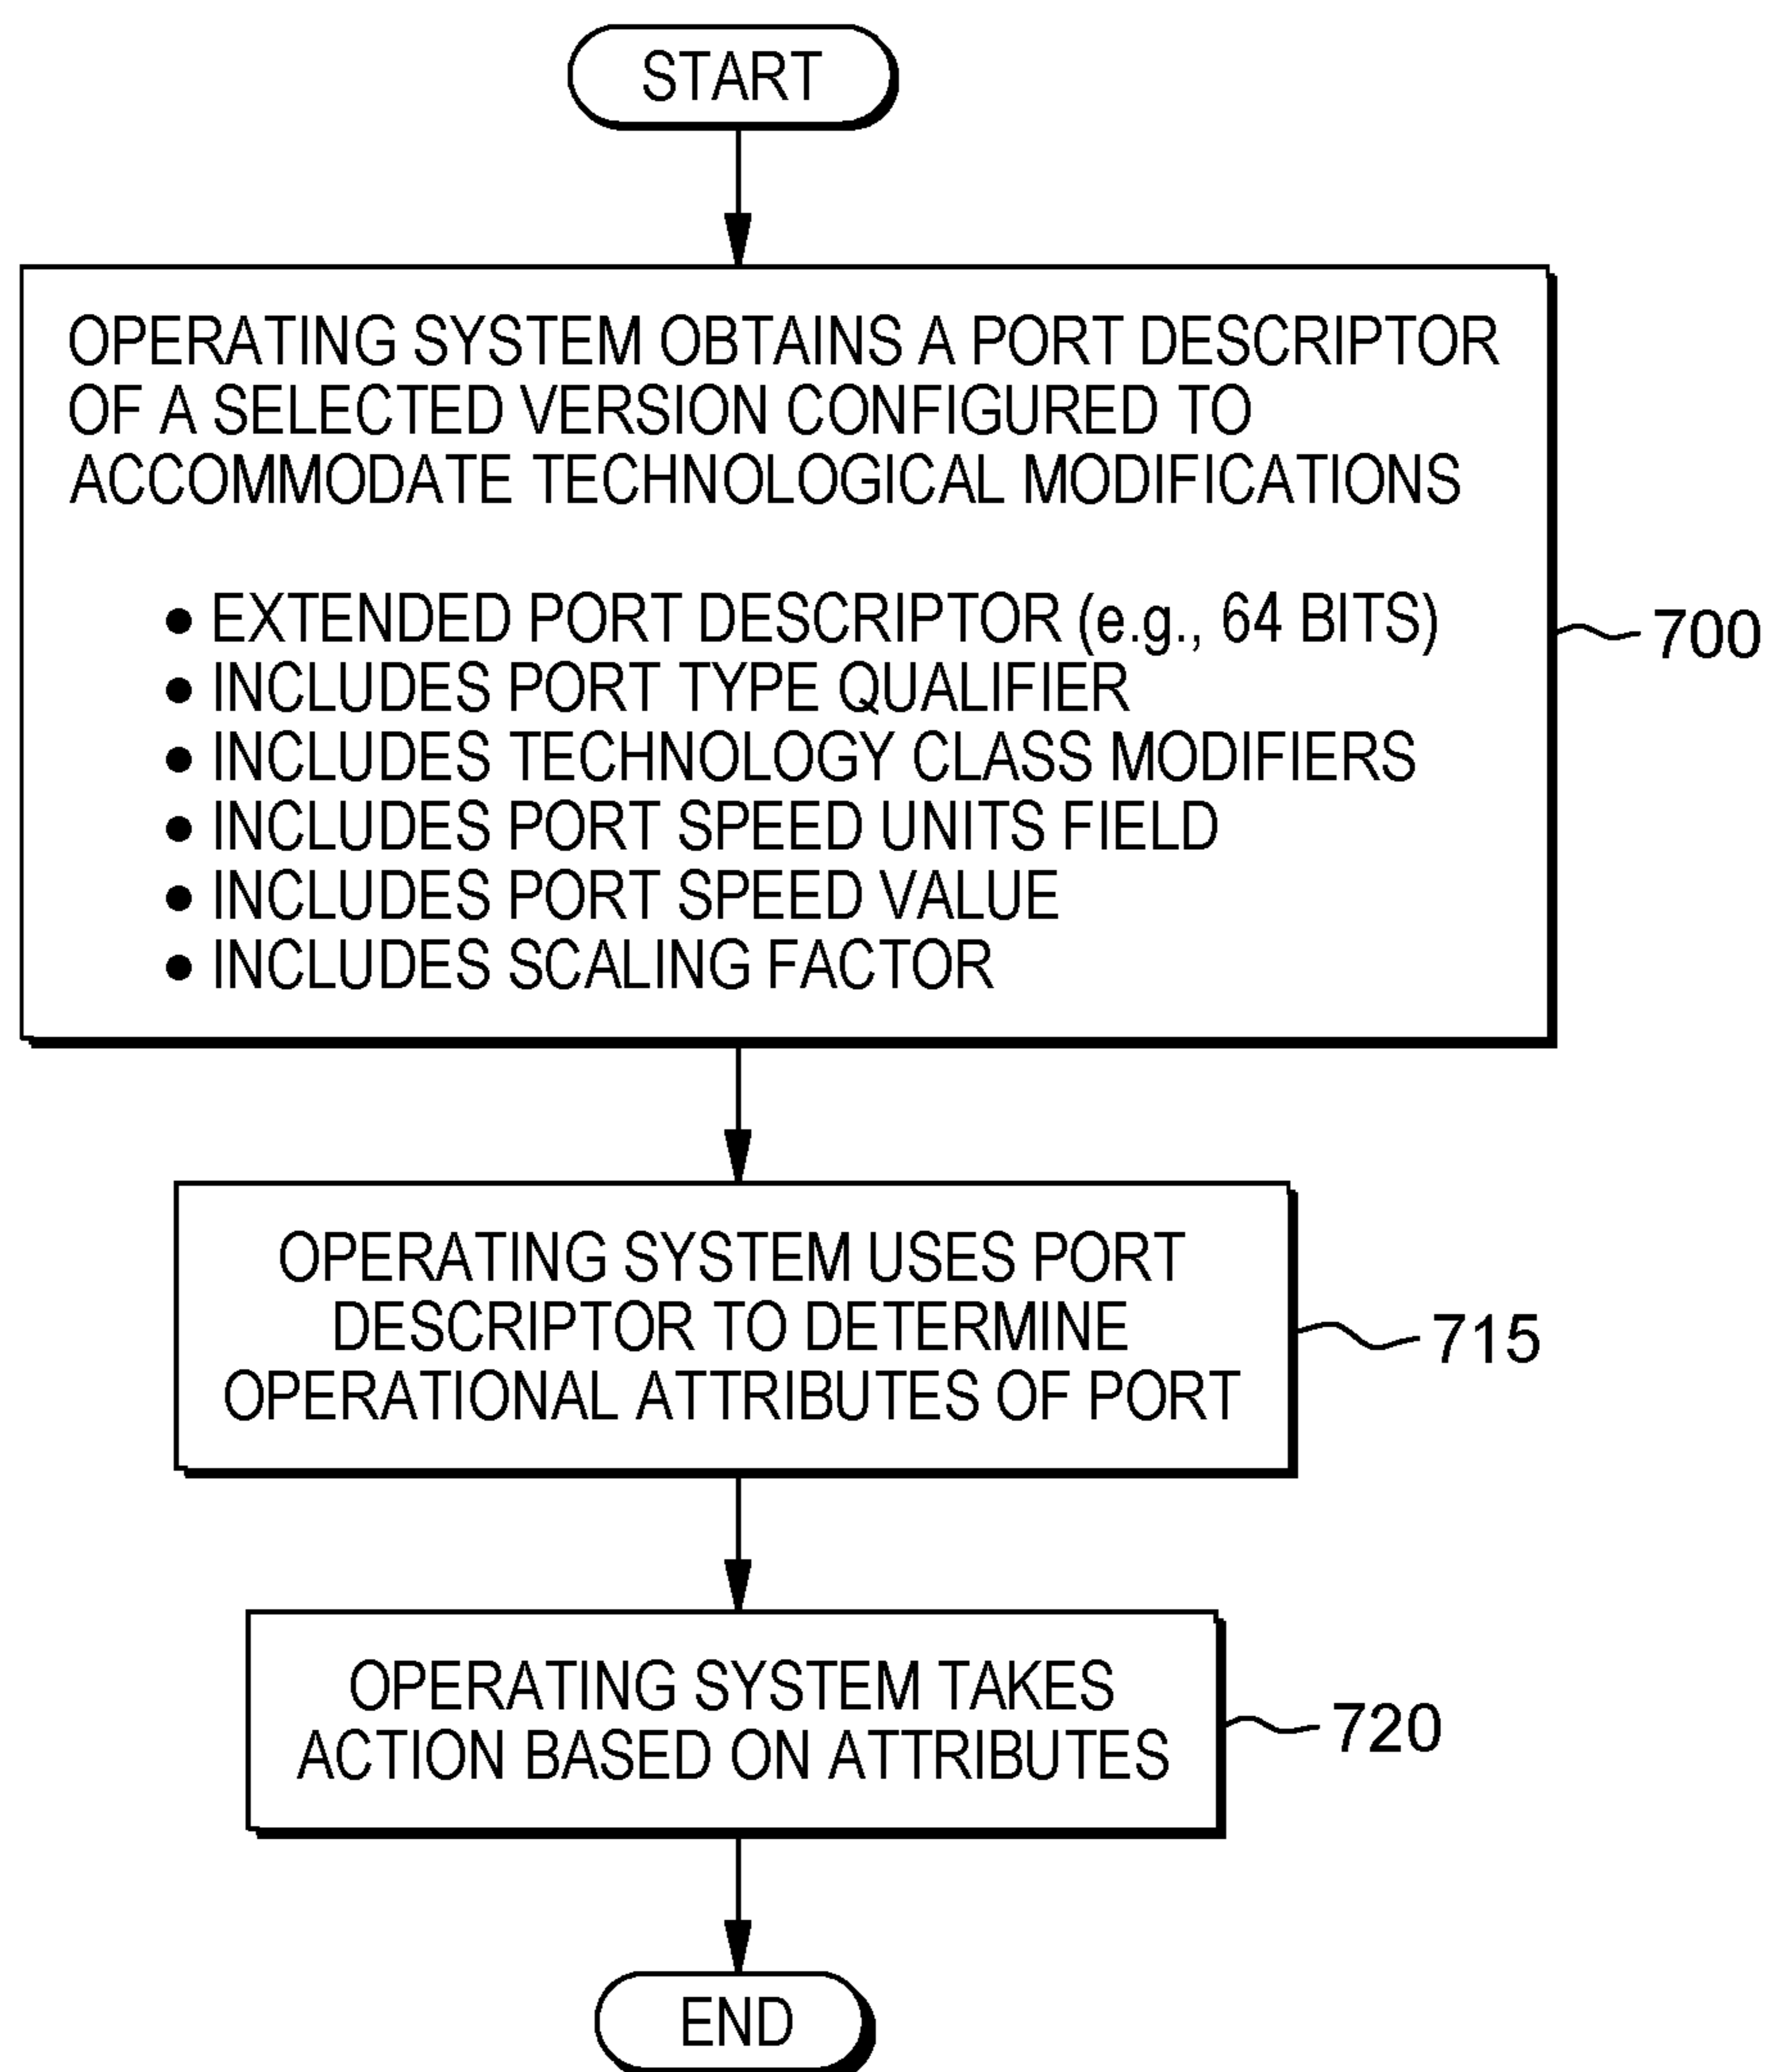 START
OPERATING SYSTEM OBTAINS A PORT DESCRIPTOR
OF A SELECTED VERSION CONFIGURED TO
ACCOMMODATE TECHNOLOGICAL MODIFICATIONS
● EXTENDED PORT DESCRIPTOR (e.g., 64 BITS)
● INCLUDES PORT TYPE QUALIFIER
● INCLUDES TECHNOLOGY CLASS MODIFIERS
● INCLUDES PORT SPEED UNITS FIELD
● INCLUDES PORT SPEED VALUE
● INCLUDES SCALING FACTOR
700
OPERATING SYSTEM USES PORT
DESCRIPTOR TO DETERMINE
OPERATIONAL ATTRIBUTES OF PORT
715
OPERATING SYSTEM TAKES
ACTION BASED ON ATTRIBUTES
720
END